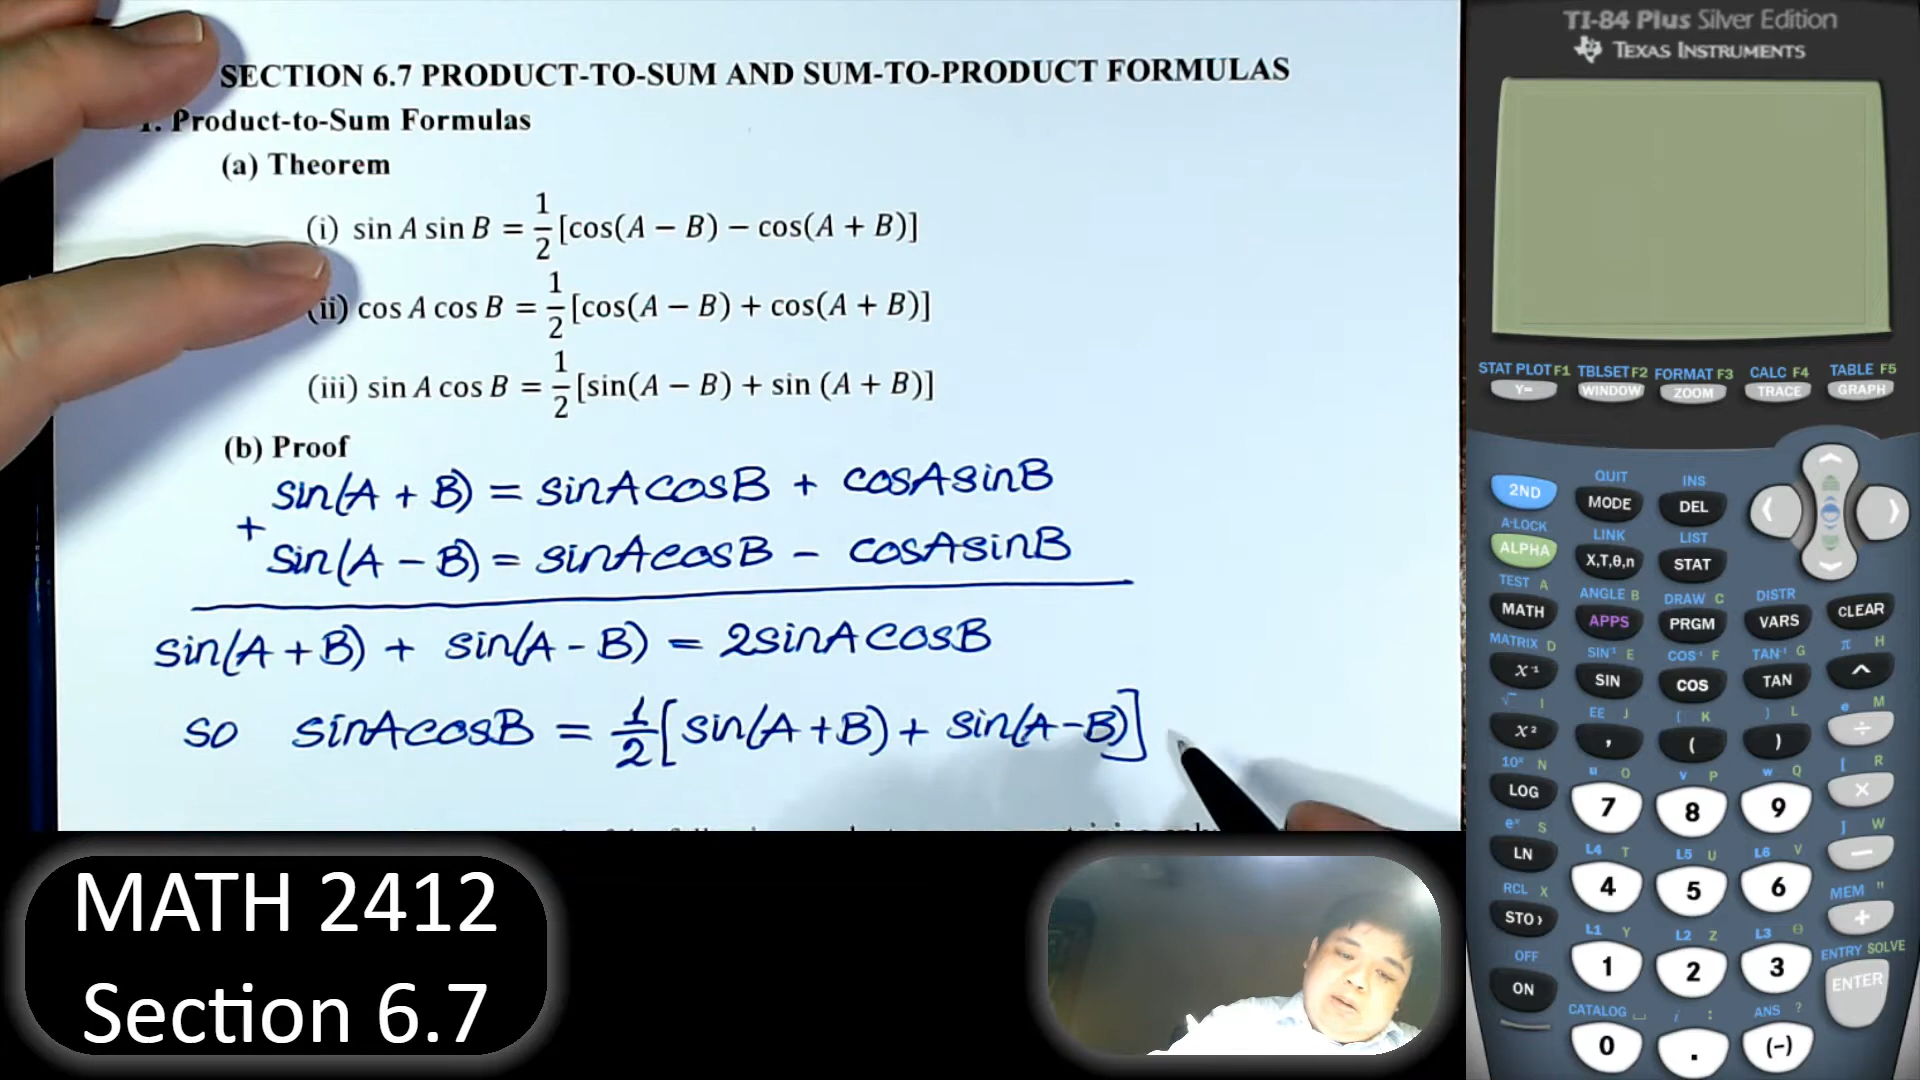 SECTION 6.7 PRODUCT-TO-SUM AND SUM-TO-PRODUCT FORMULAS
1. Product-to-Sum Formulas
(a) Theorem
(i) sin A sin B = 1/2 [cos(A − B) − cos(A + B)]
(ii) cos A cos B = 1/2 [cos(A − B) + cos(A + B)]
(iii) sin A cos B = 1/2 [sin(A − B) + sin (A + B)]
(b) Proof
sin(A + B) = sinAcosB + cosAsinB
+
sin(A − B) = sinAcosB − cosAsinB
sin(A + B) + sin(A − B) = 2sinAcosB
so sinAcosB = 1/2 [sin(A + B) + sin(A − B)]
MATH 2412
Section 6.7
TI-84 Plus Silver Edition
TEXAS INSTRUMENTS
STAT PLOT F1 TBLSET F2 FORMAT F3 CALC F4 TABLE F5
Y= WINDOW ZOOM TRACE GRAPH
QUIT INS
2ND MODE DEL
A-LOCK LINK LIST
ALPHA X,T,θ,n STAT
TEST A ANGLE B DRAW C DISTR
MATH APPS PRGM VARS CLEAR
MATRIX D SIN⁻¹ E COS⁻¹ F TAN⁻¹ G π H
x⁻¹ SIN COS TAN ^
√ I EE J { K } L e M
x² , ( ) ÷
10ˣ N u O v P w Q [ R
LOG 7 8 9 ×
eˣ S L4 T L5 U L6 V ] W
LN 4 5 6 −
RCL X L1 Y L2 Z L3 θ MEM "
STO› 1 2 3 +
OFF CATALOG ␣ i : ANS ? ENTRY SOLVE
ON 0 . (-) ENTER